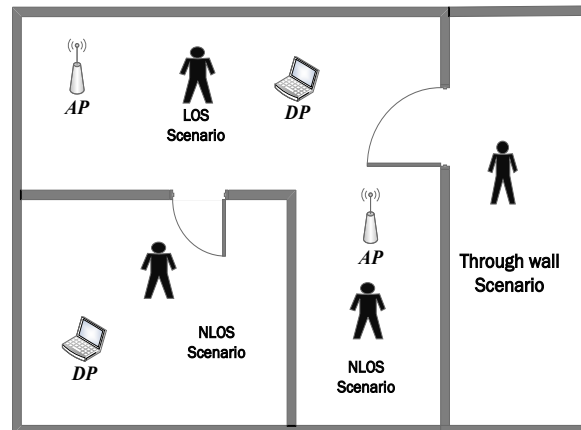 AP
LOS
Scenario
DP
AP
Through wall
Scenario
NLOS
Scenario
DP
NLOS
Scenario